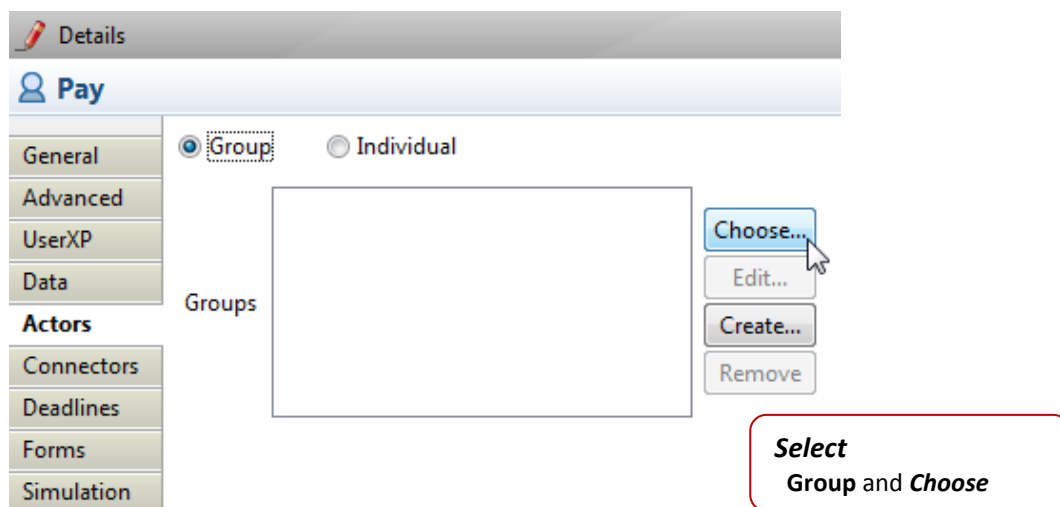 Details
Pay
General
Advanced
UserXP
Data
Actors
Connectors
Deadlines
Forms
Simulation
Group Individual
Groups
Choose...
Edit...
Create...
Remove
Select
Group and Choose